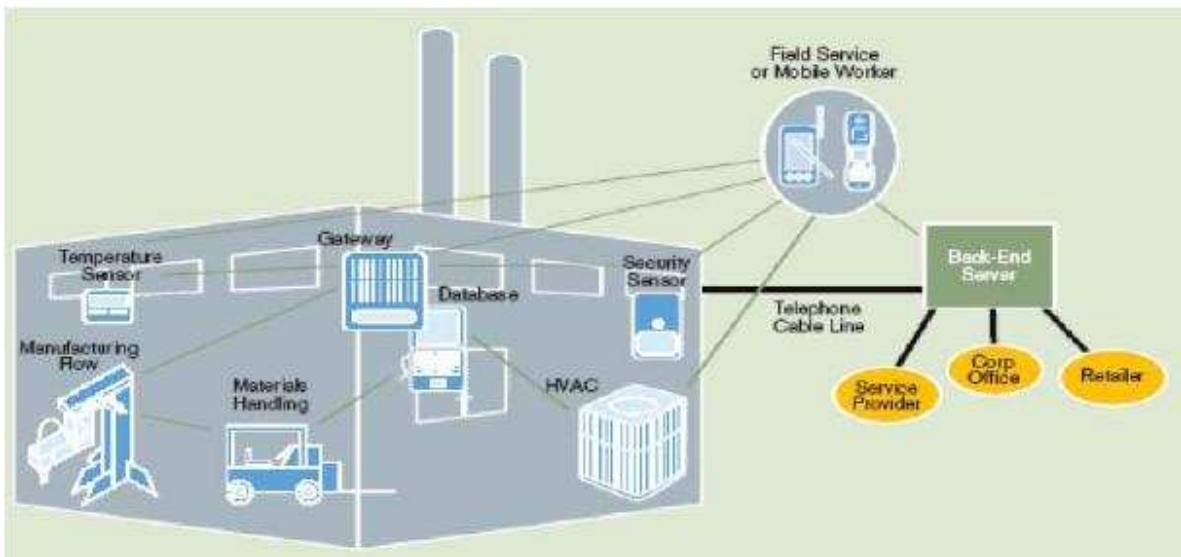 Field Service
or Mobile Worker
Gateway
Temperature
Sensor
Security
Sensor
Back-End
Server
Database
Telephone
Cable Line
Manufacturing
Flow
Materials
Handling
HVAC
Service
Provider
Corp
Office
Retailer